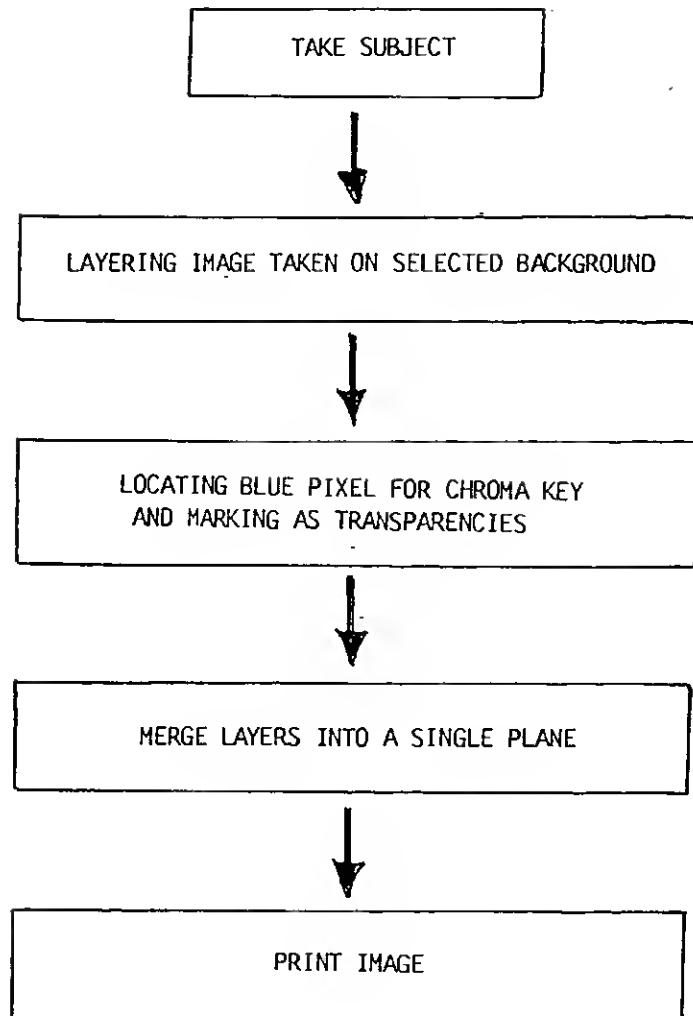 TAKE SUBJECT
LAYERING IMAGE TAKEN ON SELECTED BACKGROUND
LOCATING BLUE PIXEL FOR CHROMA KEY
AND MARKING AS TRANSPARENCIES
MERGE LAYERS INTO A SINGLE PLANE
PRINT IMAGE